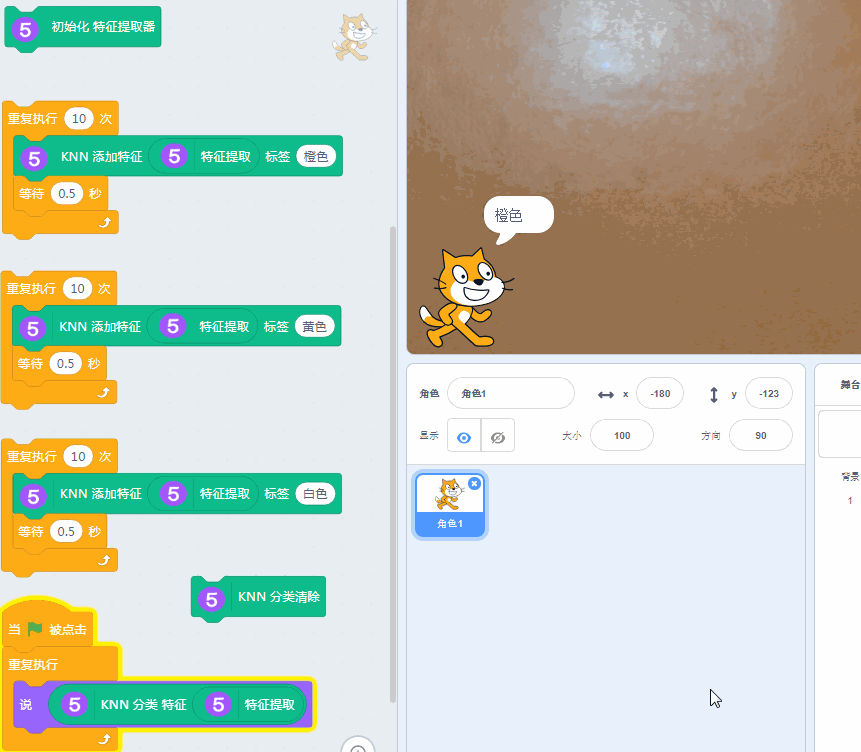 5 初始化 特征提取器
重复执行 10 次
5 KNN 添加特征 5 特征提取 标签 橙色
等待 0.5 秒
重复执行 10 次
5 KNN 添加特征 5 特征提取 标签 黄色
等待 0.5 秒
重复执行 10 次
5 KNN 添加特征 5 特征提取 标签 白色
等待 0.5 秒
5 KNN 分类清除
当 被点击
重复执行
说 5 KNN 分类 特征 5 特征提取
橙色
角色 角色1 x -180 y -123
显示 大小 100 方向 90
角色1
舞台
背景
1